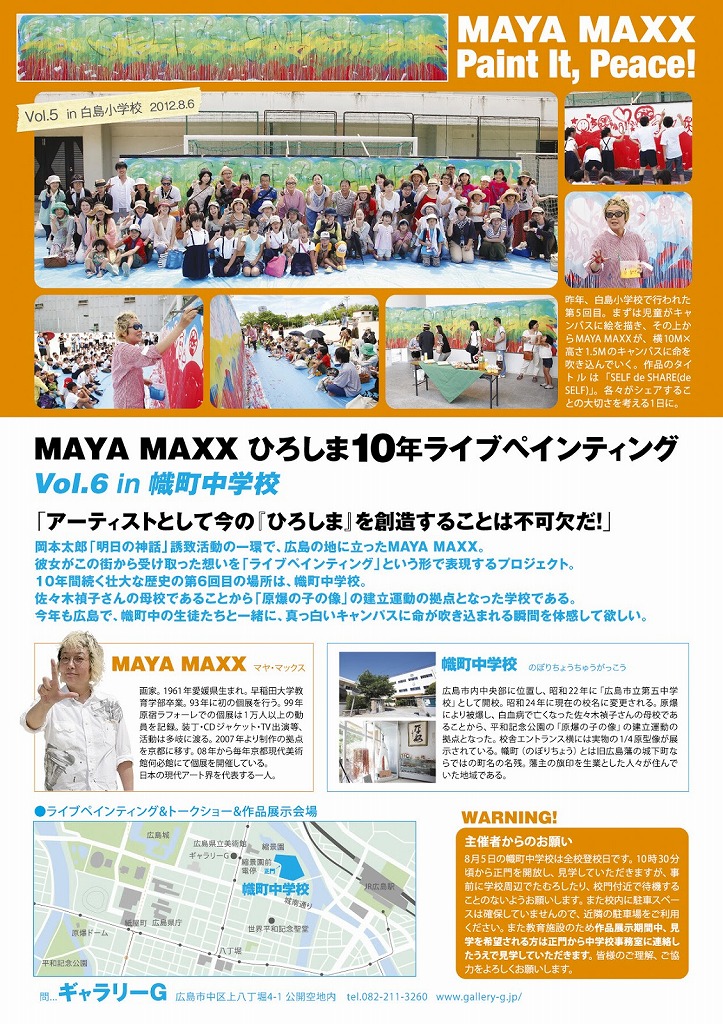 MAYA MAXX
Paint It, Peace!
Vol.5 in 白島小学校 2012.8.6
昨年、白島小学校で行われた
第5回目。まずは児童がキャ
ンバスに絵を描き、その上か
らMAYA MAXXが、横10M×
高さ1.5Mのキャンバスに命を
吹き込んでいく。作品のタイ
トルは「SELF de SHARE(de
SELF)」。各々がシェアするこ
との大切さを考える1日に。
MAYA MAXX ひろしま10年ライブペインティング
Vol.6 in 幟町中学校
「アーティストとして今の『ひろしま』を創造することは不可欠だ!」
岡本太郎「明日の神話」誘致活動の一環で、広島の地に立ったMAYA MAXX。
彼女がこの街から受け取った想いを「ライブペインティング」という形で表現するプロジェクト。
10年間続く壮大な歴史の第6回目の場所は、幟町中学校。
佐々木禎子さんの母校であることから「原爆の子の像」の建立運動の拠点となった学校である。
今年も広島で、幟町中の生徒たちと一緒に、真っ白いキャンバスに命が吹き込まれる瞬間を体感して欲しい。
MAYA MAXX マヤ・マックス
画家。1961年愛媛県生まれ。早稲田大学教
育学部卒業。93年に初の個展を行う。99年
原宿ラフォーレでの個展は1万人以上の動
員を記録。装丁・CDジャケット・TV出演等、
活動は多岐に渡る。2007年より制作の拠点
を京都に移す。08年から毎年京都現代美術
館何必館にて個展を開催している。
日本の現代アート界を代表する一人。
幟町中学校 のぼりちょうちゅうがっこう
広島市内中央部に位置し、昭和22年に「広島市立第五中学
校」として開校。昭和24年に現在の校名に変更される。原爆
により被爆し、白血病で亡くなった佐々木禎子さんの母校であ
ることから、平和記念公園の「原爆の子の像」の建立運動の
拠点となった。校舎エントランス横には実物の1/4原型像が展
示されている。幟町（のぼりちょう）とは旧広島藩の城下町な
らではの町名の名残。藩主の旗印を生業とした人々が住んで
いた地域である。
●ライブペインティング&トークショー&作品展示会場
広島城
広島県立美術館
ギャラリーG
縮景園
縮景園前
電停
正門
幟町中学校
城南通り
JR広島駅
紙屋町
広島県庁
世界平和記念聖堂
原爆ドーム
八丁堀
平和記念公園
WARNING!
主催者からのお願い
8月5日の幟町中学校は全校登校日です。10時30分
頃から正門を開放し、見学していただきますが、事
前に学校周辺でたむろしたり、校門付近で待機する
ことのないようお願いします。また校内に駐車スペー
スは確保していませんので、近隣の駐車場をご利用
ください。また教育施設のため作品展示期間中、見
学を希望される方は正門から中学校事務室に連絡し
たうえで見学していただきます。皆様のご理解、ご協
力をよろしくお願いします。
問...ギャラリーG 広島市中区上八丁堀4-1 公開空地内 tel.082-211-3260 www.gallery-g.jp/